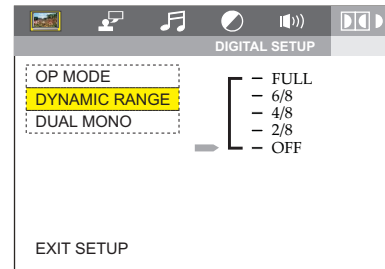 DIGITAL SETUP
OP MODE
DYNAMIC RANGE
DUAL MONO
– FULL
– 6/8
– 4/8
– 2/8
– OFF
EXIT SETUP